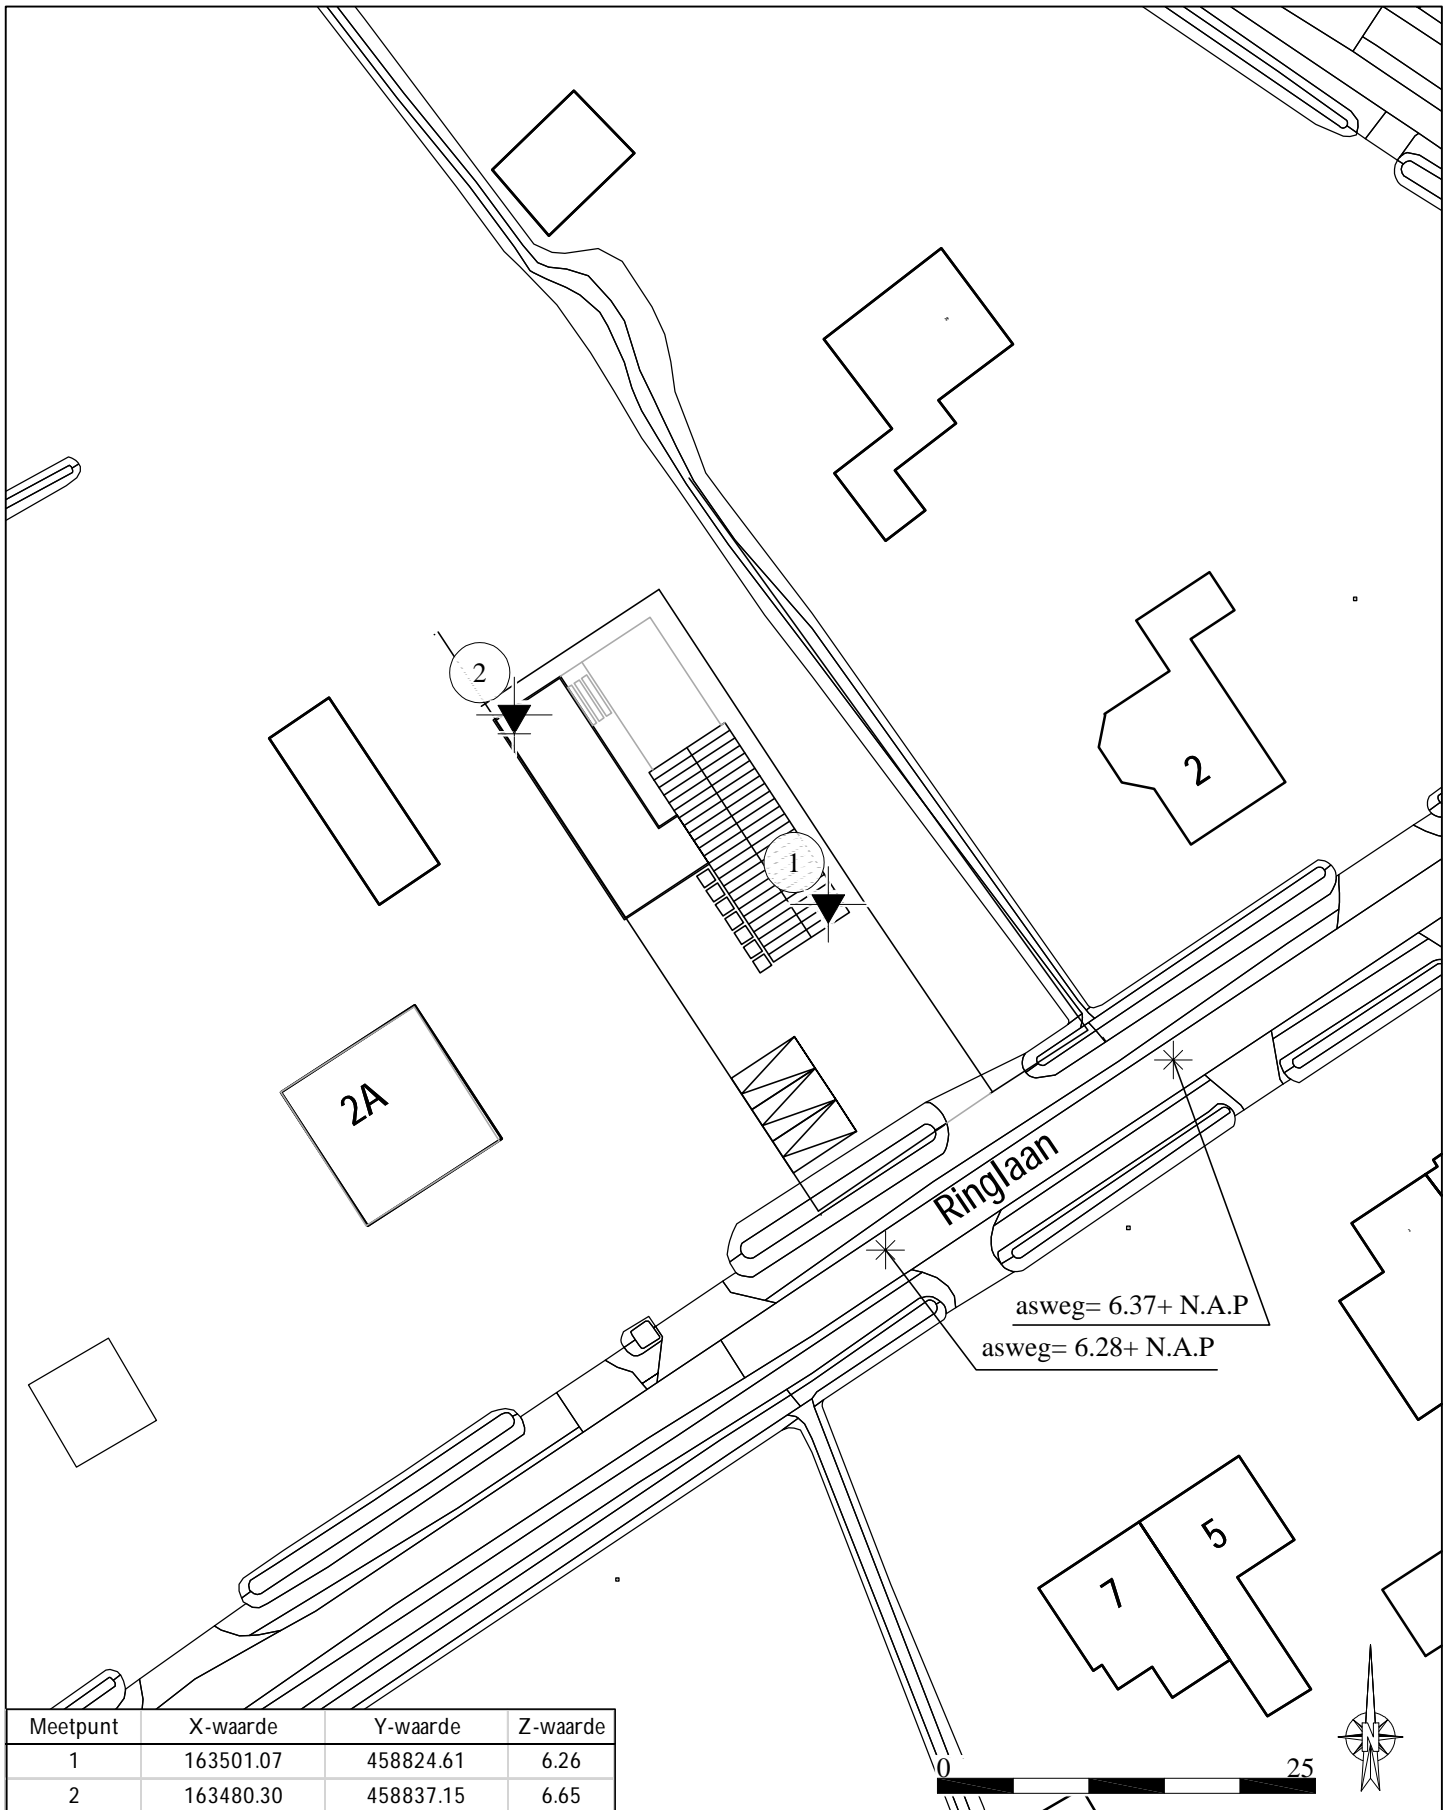 2
2
1
2A
Ringlaan
asweg= 6.37+ N.A.P
asweg= 6.28+ N.A.P
5
7
N
Meetpunt X-waarde Y-waarde Z-waarde
1 163501.07 458824.61 6.26
2 163480.30 458837.15 6.65
0 25